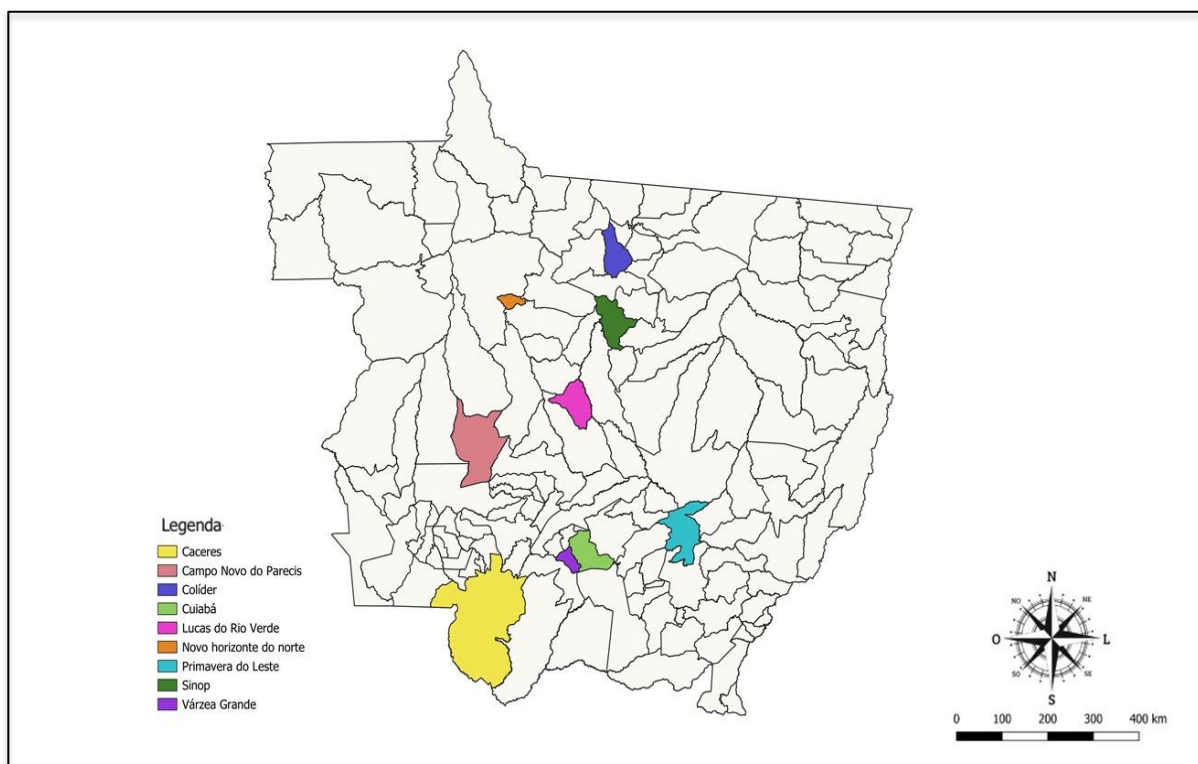 Legenda
Caceres
Campo Novo do Parecis
Colíder
Cuiabá
Lucas do Rio Verde
Novo horizonte do norte
Primavera do Leste
Sinop
Várzea Grande
N
NO NE
O L
SO SE
S
0 100 200 300 400 km